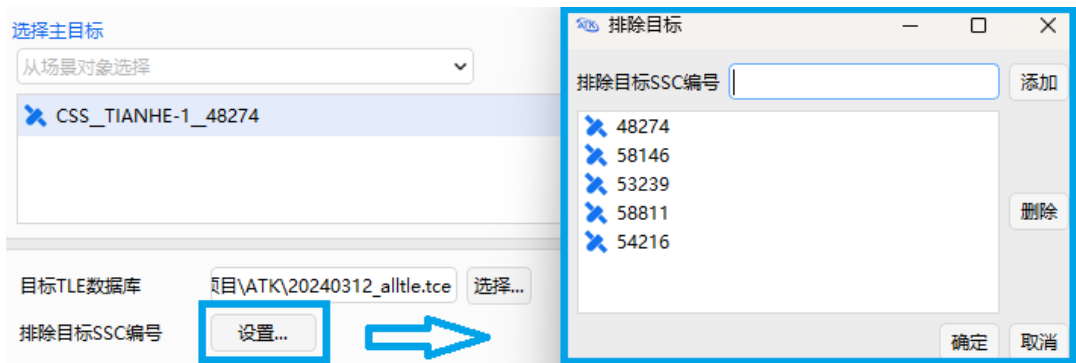 选择主目标
从场景对象选择
CSS__TIANHE-1__48274
目标TLE数据库
项目\ATK\20240312_alltle.tce
选择...
排除目标SSC编号
设置...
ATK 排除目标
排除目标SSC编号
添加
48274
58146
53239
58811
54216
删除
确定
取消